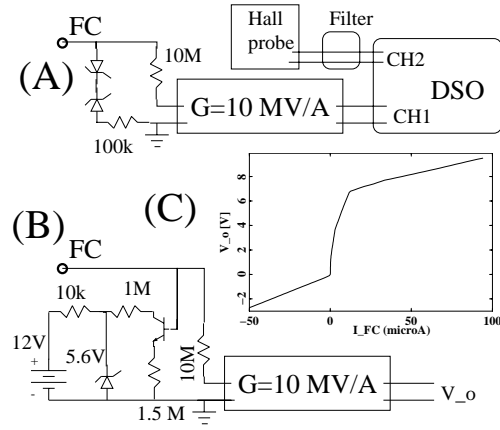 FC
Hall
probe
Filter
(A)
10M
CH2
DSO
G=10 MV/A
CH1
100k
(C)
(B)
FC
V_o [V]
8
6
4
2
0
−2
−50
0
50
100
I_FC (microA)
10k
1M
12V
+
-
5.6V
10M
G=10 MV/A
V_o
1.5 M